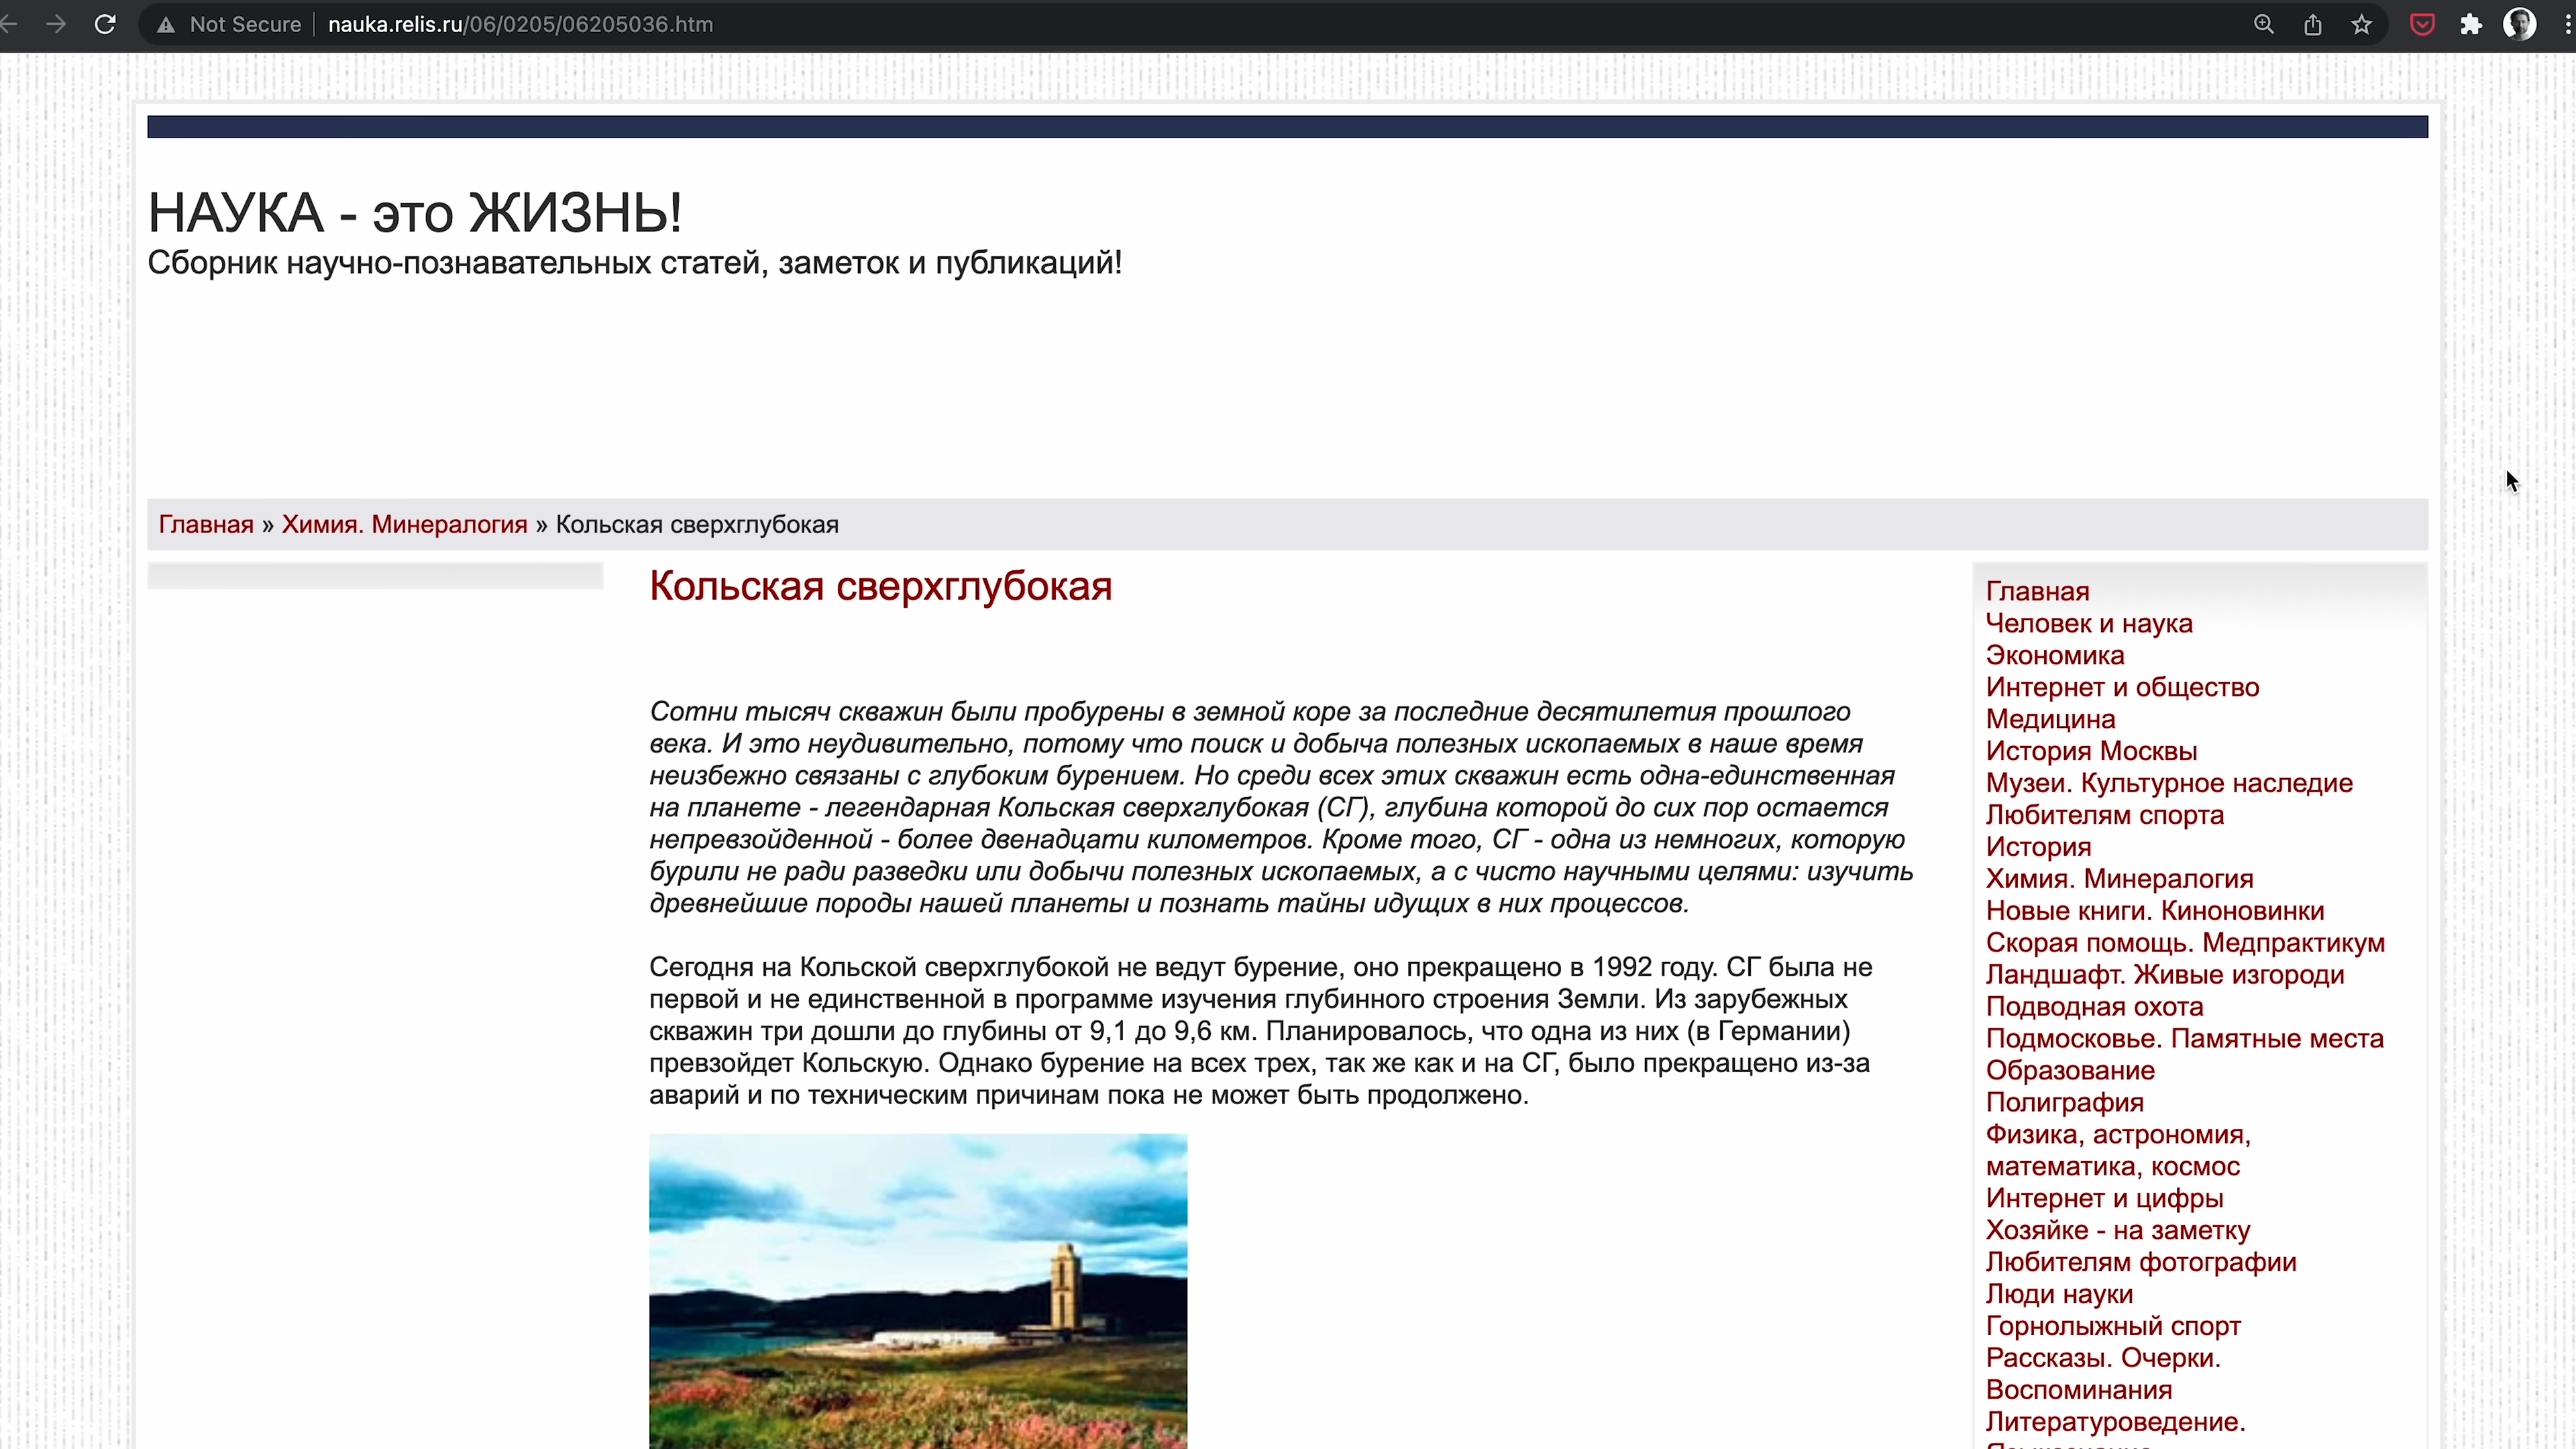 Not Secure | nauka.relis.ru/06/0205/06205036.htm
НАУКА - это ЖИЗНЬ!
Сборник научно-познавательных статей, заметок и публикаций!
Главная » Химия. Минералогия » Кольская сверхглубокая
Кольская сверхглубокая
Сотни тысяч скважин были пробурены в земной коре за последние десятилетия прошлого
века. И это неудивительно, потому что поиск и добыча полезных ископаемых в наше время
неизбежно связаны с глубоким бурением. Но среди всех этих скважин есть одна-единственная
на планете - легендарная Кольская сверхглубокая (СГ), глубина которой до сих пор остается
непревзойденной - более двенадцати километров. Кроме того, СГ - одна из немногих, которую
бурили не ради разведки или добычи полезных ископаемых, а с чисто научными целями: изучить
древнейшие породы нашей планеты и познать тайны идущих в них процессов.
Сегодня на Кольской сверхглубокой не ведут бурение, оно прекращено в 1992 году. СГ была не
первой и не единственной в программе изучения глубинного строения Земли. Из зарубежных
скважин три дошли до глубины от 9,1 до 9,6 км. Планировалось, что одна из них (в Германии)
превзойдет Кольскую. Однако бурение на всех трех, так же как и на СГ, было прекращено из-за
аварий и по техническим причинам пока не может быть продолжено.
Главная
Человек и наука
Экономика
Интернет и общество
Медицина
История Москвы
Музеи. Культурное наследие
Любителям спорта
История
Химия. Минералогия
Новые книги. Киноновинки
Скорая помощь. Медпрактикум
Ландшафт. Живые изгороди
Подводная охота
Подмосковье. Памятные места
Образование
Полиграфия
Физика, астрономия,
математика, космос
Интернет и цифры
Хозяйке - на заметку
Любителям фотографии
Люди науки
Горнолыжный спорт
Рассказы. Очерки.
Воспоминания
Литературоведение.